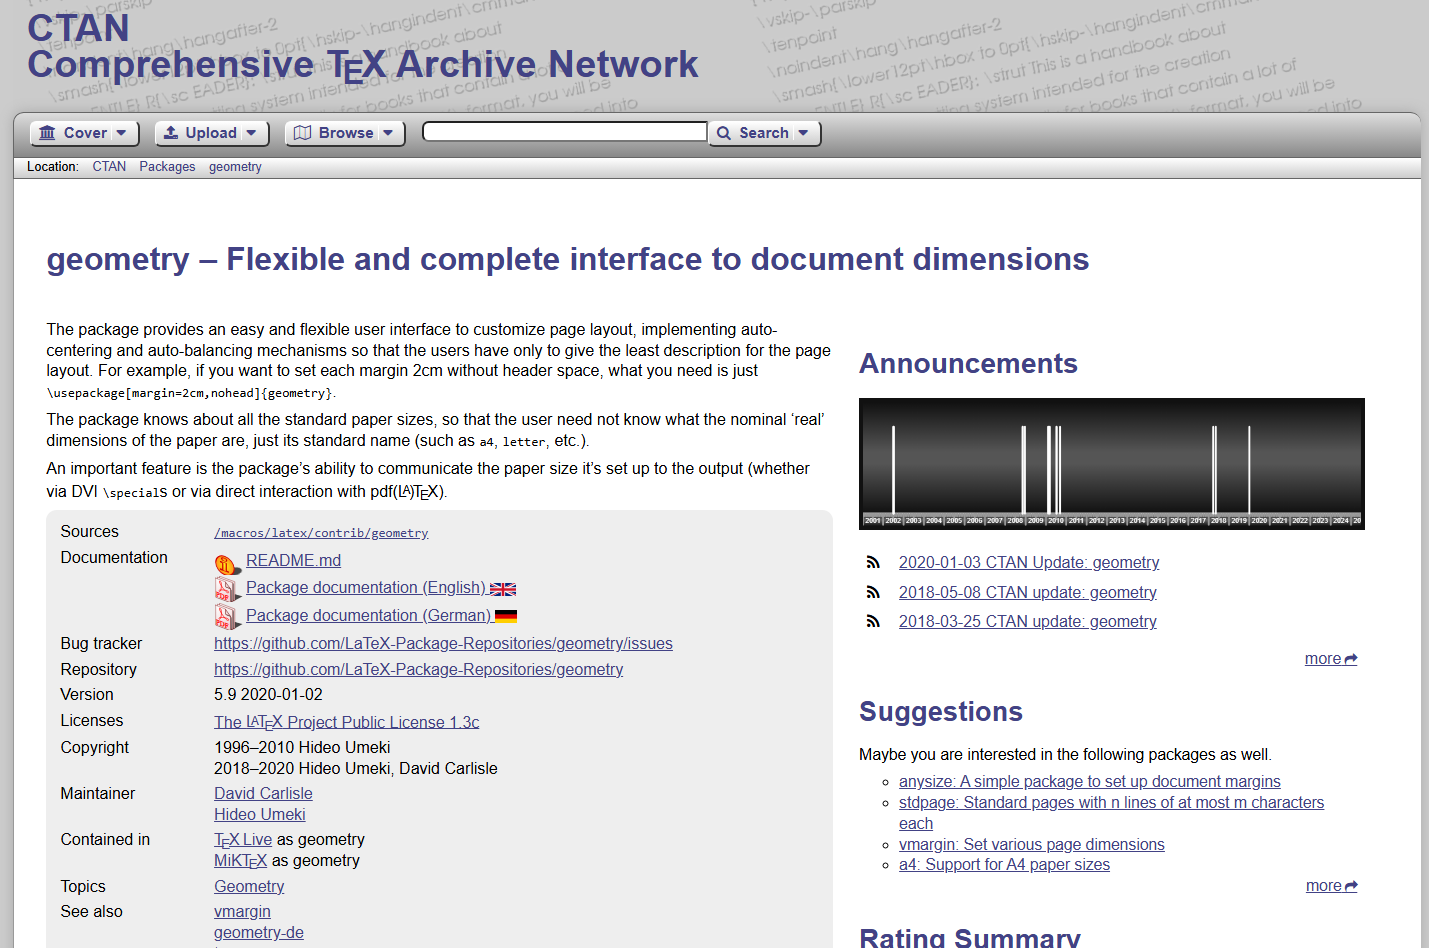 CTAN
Comprehensive TEX Archive Network
Cover
Upload
Browse
Search
Location: CTAN Packages geometry
geometry – Flexible and complete interface to document dimensions
The package provides an easy and flexible user interface to customize page layout, implementing auto-
centering and auto-balancing mechanisms so that the users have only to give the least description for the page
layout. For example, if you want to set each margin 2cm without header space, what you need is just
\usepackage[margin=2cm,nohead]{geometry}.
The package knows about all the standard paper sizes, so that the user need not know what the nominal ‘real’
dimensions of the paper are, just its standard name (such as a4, letter, etc.).
An important feature is the package’s ability to communicate the paper size it’s set up to the output (whether
via DVI \specials or via direct interaction with pdf(LA)TEX).
Sources /macros/latex/contrib/geometry
Documentation README.md
Package documentation (English)
Package documentation (German)
Bug tracker https://github.com/LaTeX-Package-Repositories/geometry/issues
Repository https://github.com/LaTeX-Package-Repositories/geometry
Version 5.9 2020-01-02
Licenses The LATEX Project Public License 1.3c
Copyright 1996–2010 Hideo Umeki
2018–2020 Hideo Umeki, David Carlisle
Maintainer David Carlisle
Hideo Umeki
Contained in TEX Live as geometry
MiKTEX as geometry
Topics Geometry
See also vmargin
geometry-de
Announcements
2001 2002 2003 2004 2005 2006 2007 2008 2009 2010 2011 2012 2013 2014 2015 2016 2017 2018 2019 2020 2021 2022 2023 2024 20
2020-01-03 CTAN Update: geometry
2018-05-08 CTAN update: geometry
2018-03-25 CTAN update: geometry
more
Suggestions
Maybe you are interested in the following packages as well.
anysize: A simple package to set up document margins
stdpage: Standard pages with n lines of at most m characters
each
vmargin: Set various page dimensions
a4: Support for A4 paper sizes
more
Rating Summary